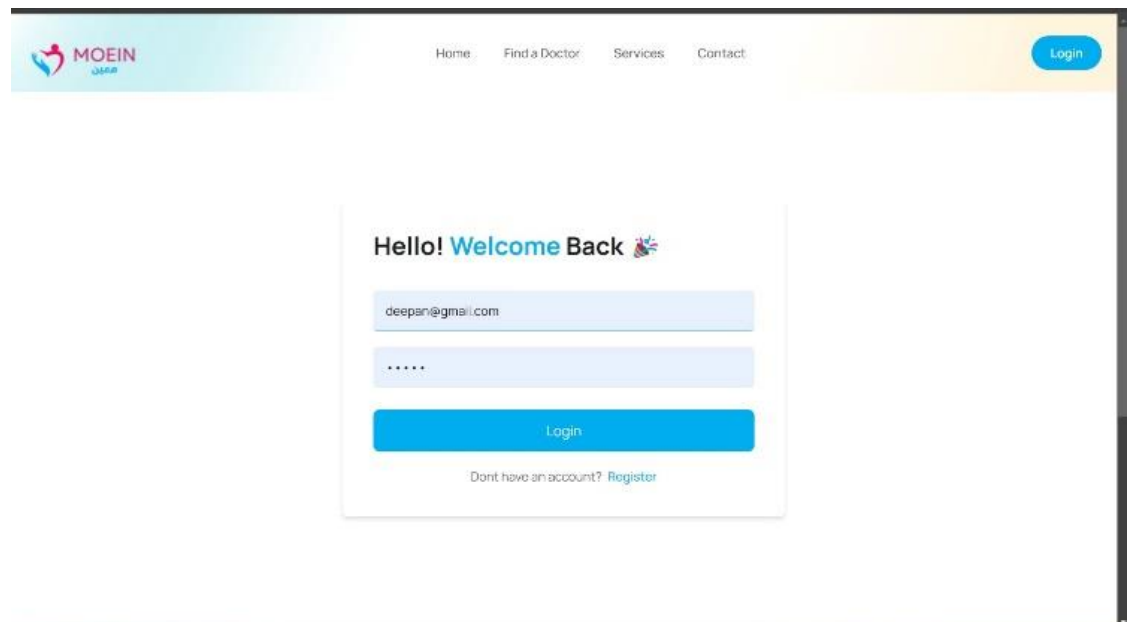 MOEIN
معين
Home Find a Doctor Services Contact
Login
Hello! Welcome Back 🎉
deepan@gmail.com
•••••
Login
Dont have an account? Register